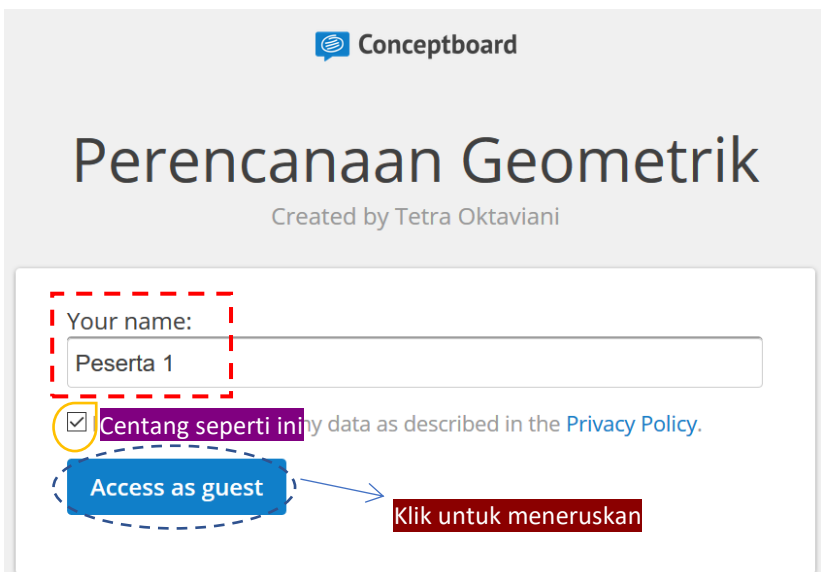 Conceptboard
Perencanaan Geometrik
Created by Tetra Oktaviani
Your name:
Peserta 1
Centang seperti ini y data as described in the Privacy Policy.
Access as guest
Klik untuk meneruskan